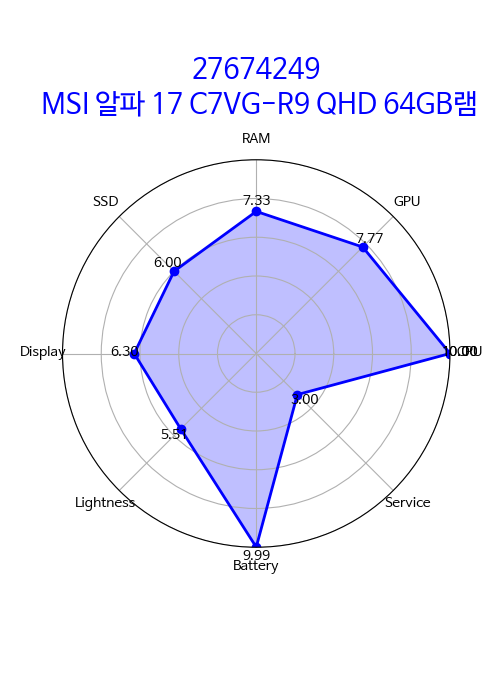 27674249
MSI 알파 17 C7VG-R9 QHD 64GB램
RAM
7.33
SSD
GPU
6.00
7.77
Display
6.30
10.00
CPU
5.51
3.00
Lightness
Service
9.99
Battery